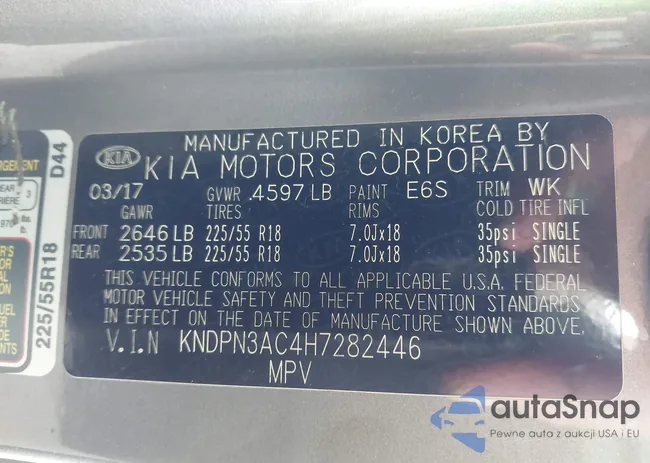 MANUFACTURED IN KOREA BY
KIA KIA MOTORS CORPORATION
03/17 GVWR .4597 LB PAINT E6S TRIM WK
GAWR TIRES RIMS COLD TIRE INFL
FRONT 2646 LB 225/55 R18 7.0Jx18 35psi SINGLE
REAR 2535 LB 225/55 R18 7.0Jx18 35psi SINGLE
THIS VEHICLE CONFORMS TO ALL APPLICABLE U.S.A. FEDERAL
MOTOR VEHICLE SAFETY AND THEFT PREVENTION STANDARDS
IN EFFECT ON THE DATE OF MANUFACTURE SHOWN ABOVE.
V.I.N KNDPN3AC4H7282446
MPV
225/55R18 D44
autaSnap
Pewne auta z aukcji USA i EU